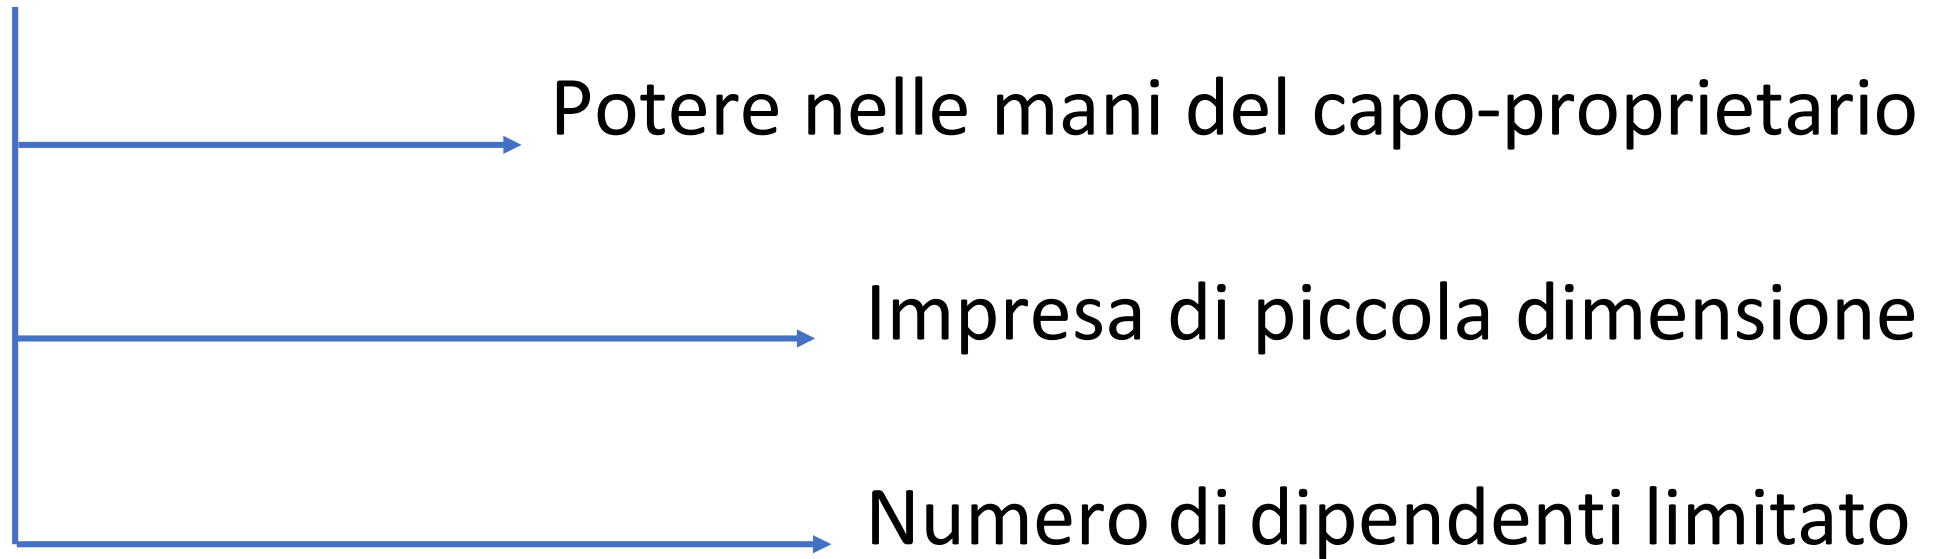 Potere nelle mani del capo-proprietario
Impresa di piccola dimensione
Numero di dipendenti limitato